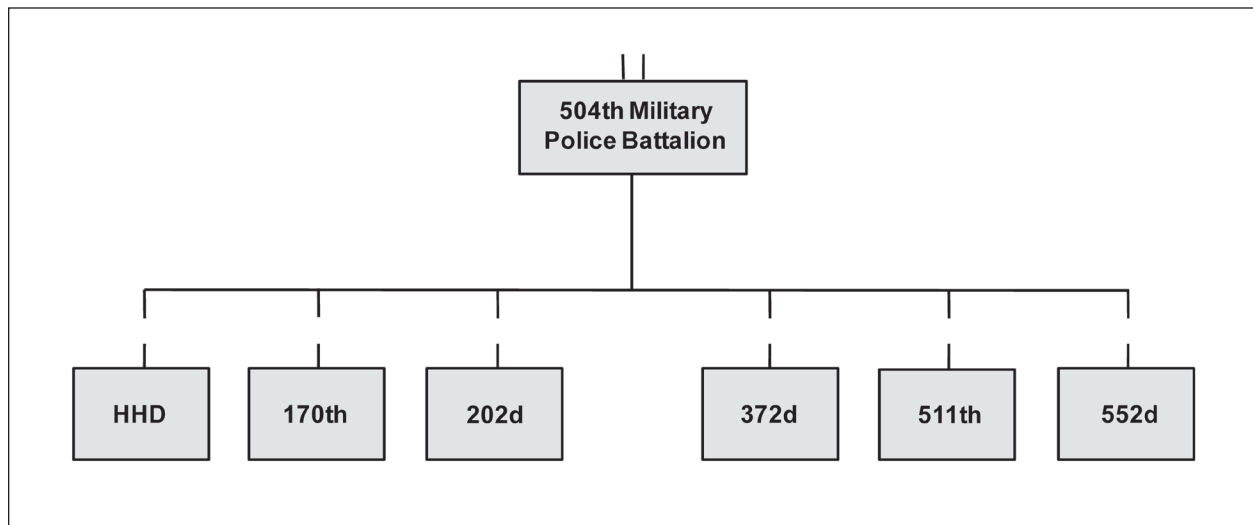 504th Military
Police Battalion
HHD
170th
202d
372d
511th
552d